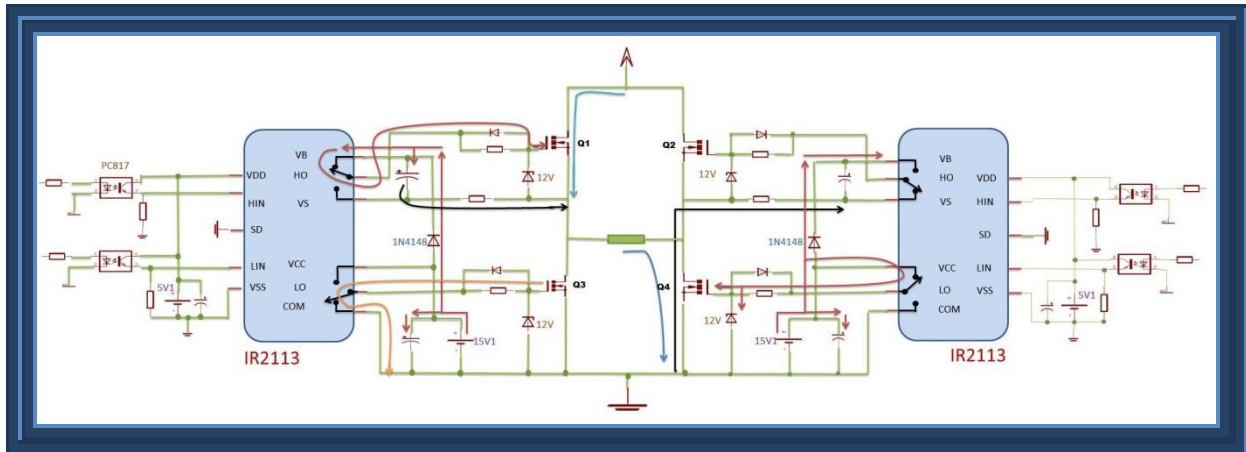 PC817
VDD
HIN
SD
LIN
VSS
5V1
VB
HO
VS
VCC
LO
COM
IR2113
1N4148
12V
Q1
12V
Q3
15V1
Q2
12V
Q4
12V
1N4148
15V1
VB
HO
VS
VCC
LO
COM
VDD
HIN
SD
LIN
VSS
IR2113
5V1